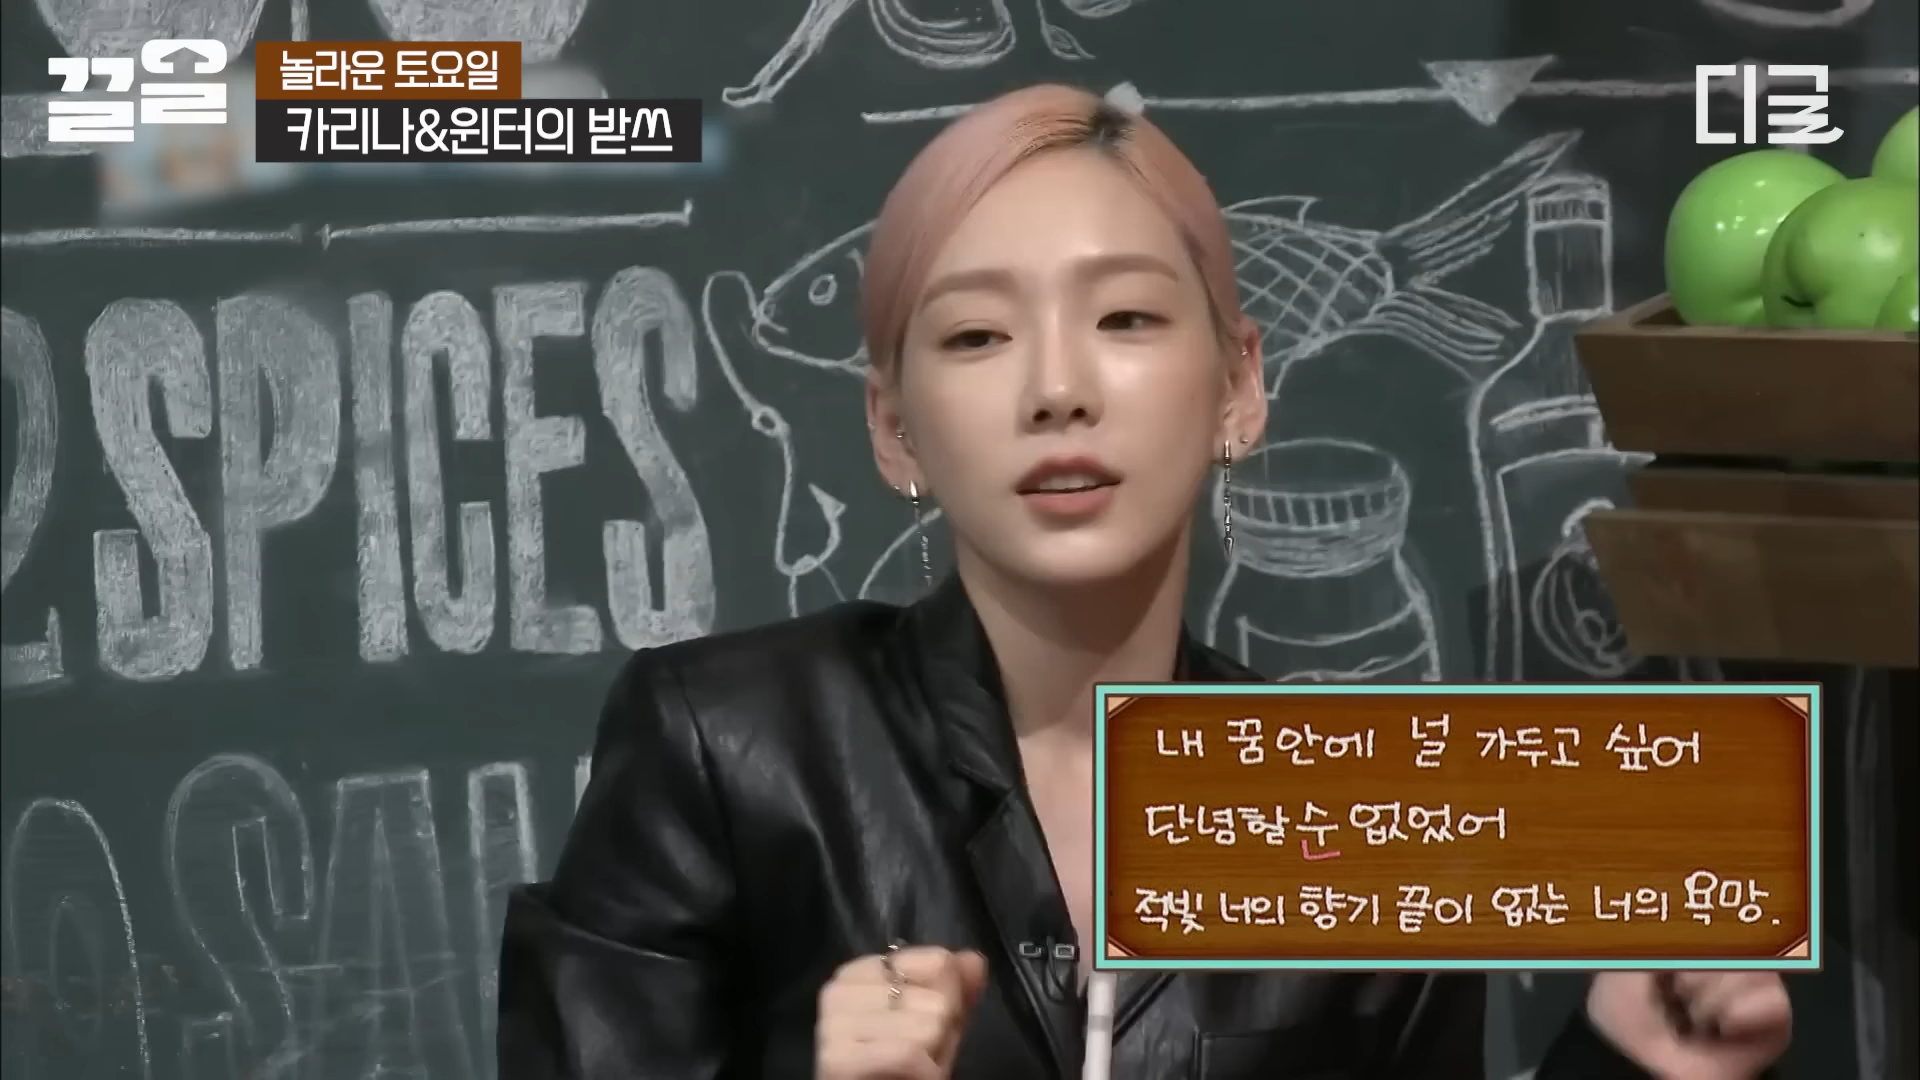 끌올
놀라운 토요일
카리나&윈터의 받쓰
디글
SPICES
내 꿈안에 널 가두고 싶어
단념할 순 없었어
적빛 너의 향기 끝이 없는 너의 욕망.